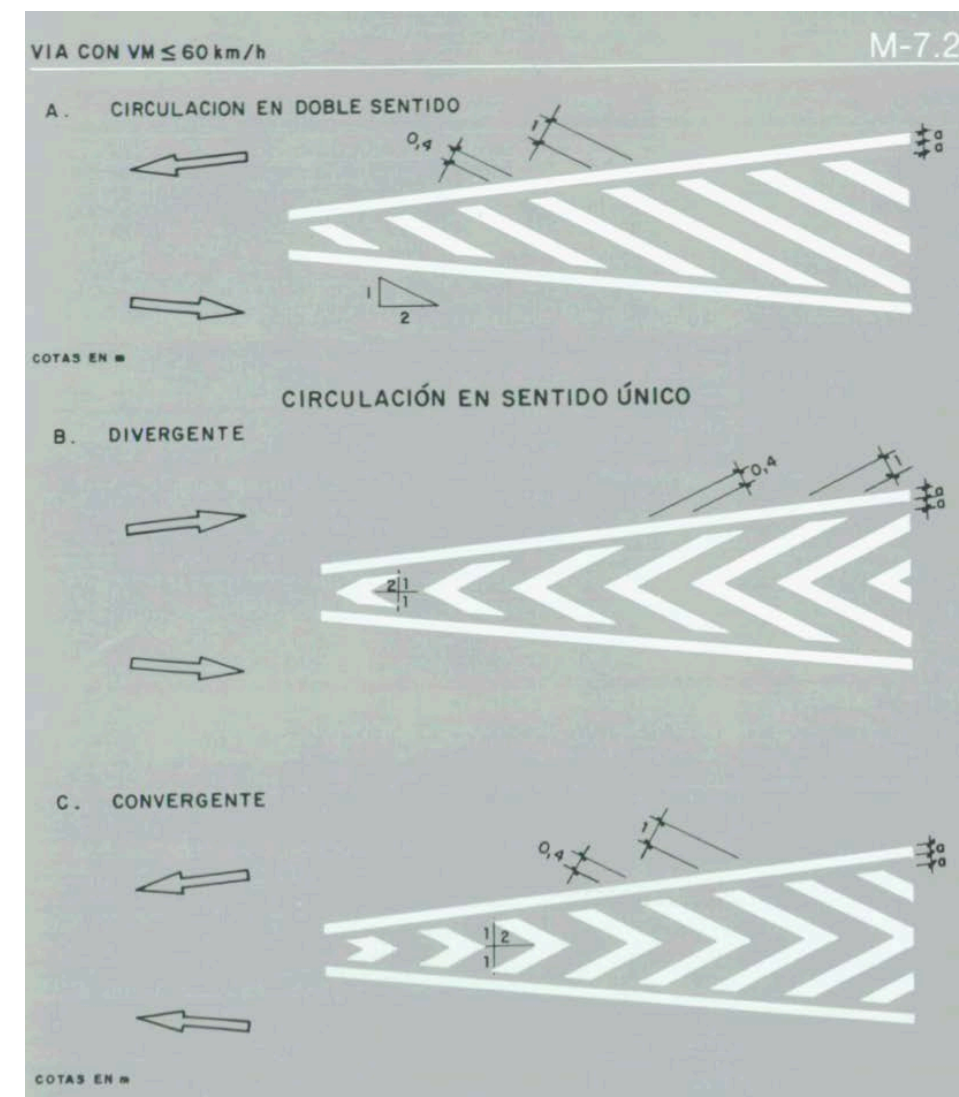 VIA CON VM ≤ 60 km/h M-7.2
A. CIRCULACION EN DOBLE SENTIDO
0,4 1 a
a
1
2
COTAS EN m
CIRCULACIÓN EN SENTIDO ÚNICO
B. DIVERGENTE
0,4 1 a
a
2 1
1
C. CONVERGENTE
0,4 1 a
a
1 2
1
COTAS EN m